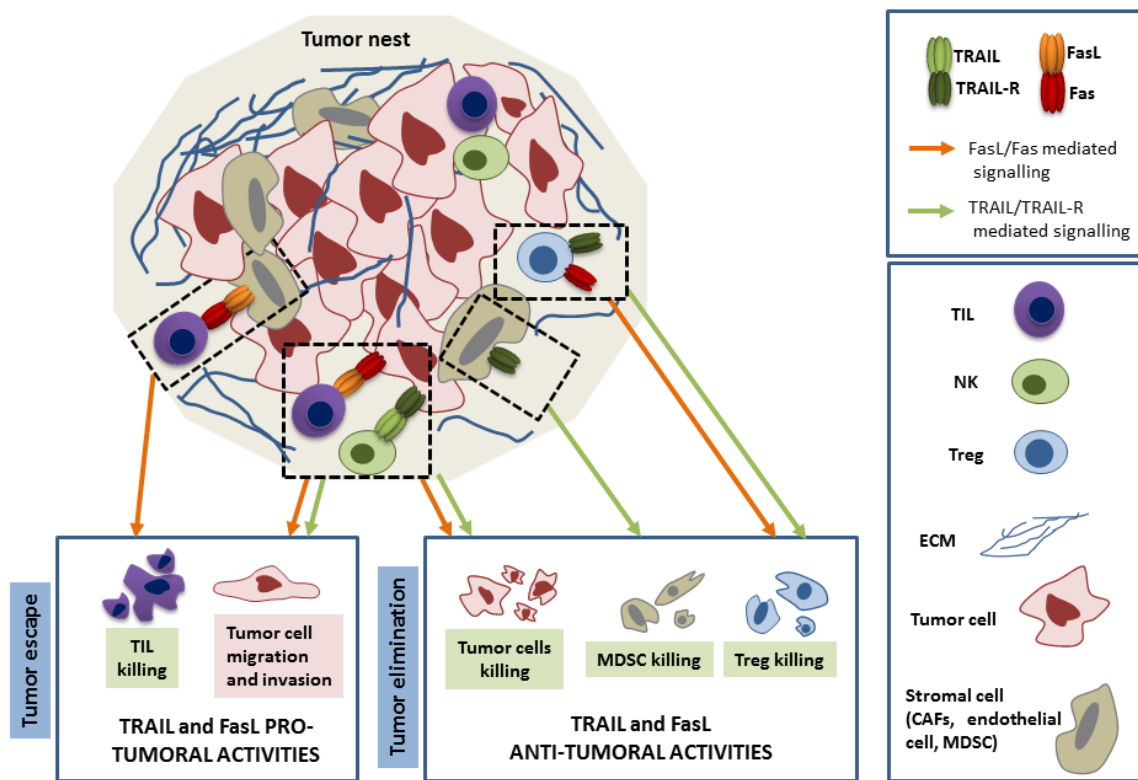 Tumor nest
TRAIL
TRAIL-R
FasL
Fas
FasL/Fas mediated
signalling
TRAIL/TRAIL-R
mediated signalling
TIL
NK
Treg
ECM
Tumor cell
Stromal cell
(CAFs, endothelial
cell, MDSC)
Tumor escape
TIL
killing
Tumor cell
migration
and invasion
TRAIL and FasL PRO-
TUMORAL ACTIVITIES
Tumor elimination
Tumor cells
killing
MDSC killing
Treg killing
TRAIL and FasL
ANTI-TUMORAL ACTIVITIES